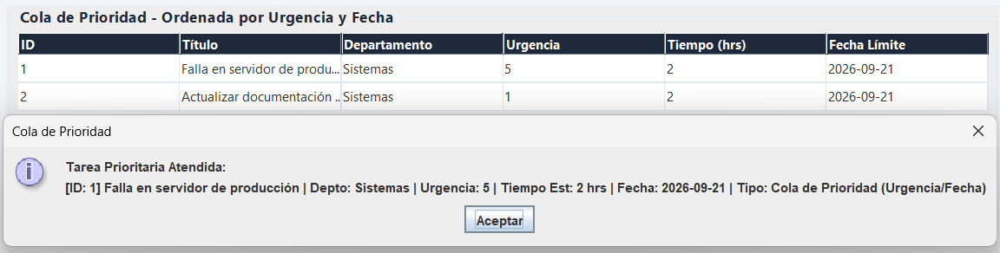 Cola de Prioridad - Ordenada por Urgencia y Fecha
ID Título Departamento Urgencia Tiempo (hrs) Fecha Límite
1 Falla en servidor de produ... Sistemas 5 2 2026-09-21
2 Actualizar documentación .. Sistemas 1 2 2026-09-21
Cola de Prioridad
Tarea Prioritaria Atendida:
[ID: 1] Falla en servidor de producción | Depto: Sistemas | Urgencia: 5 | Tiempo Est: 2 hrs | Fecha: 2026-09-21 | Tipo: Cola de Prioridad (Urgencia/Fecha)
Aceptar